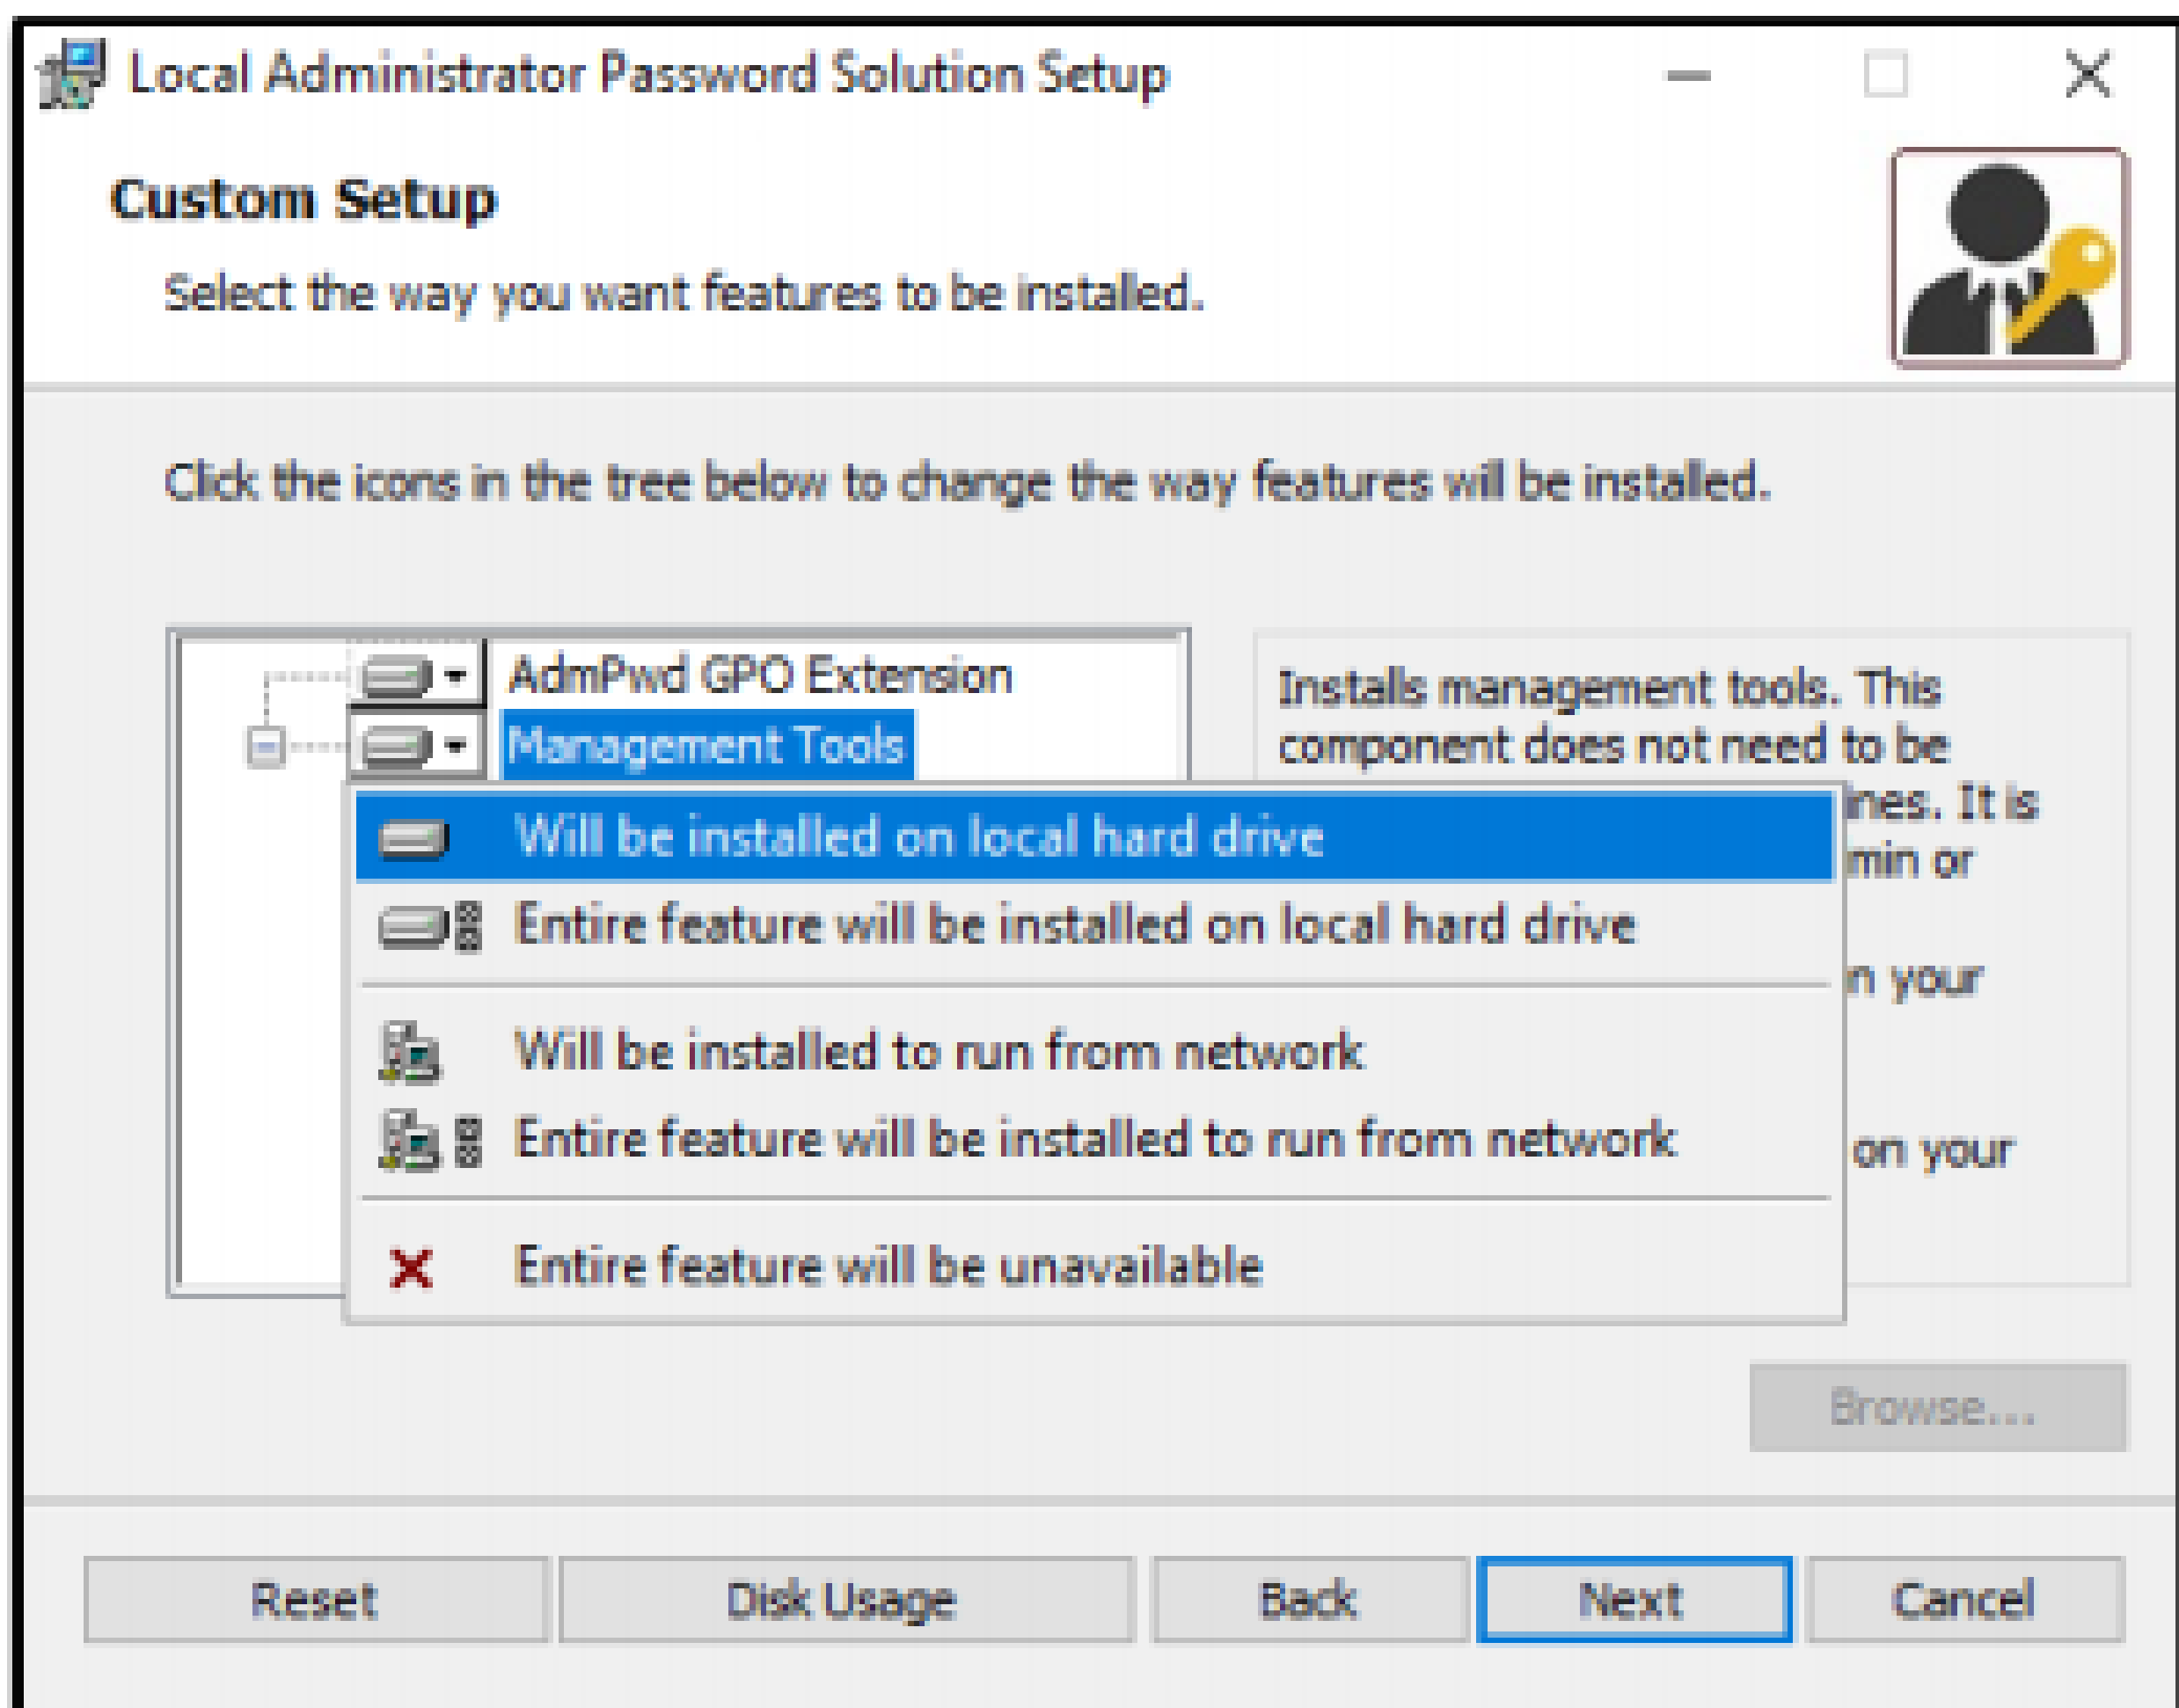 Local Administrator Password Solution Setup
Custom Setup
Select the way you want features to be installed.
Click the icons in the tree below to change the way features will be installed.
AdmPwd GPO Extension
Management Tools
Installs management tools. This
component does not need to be
ines. It is
min or
n your
on your
Will be installed on local hard drive
Entire feature will be installed on local hard drive
Will be installed to run from network
Entire feature will be installed to run from network
Entire feature will be unavailable
Browse...
Reset
Disk Usage
Back
Next
Cancel